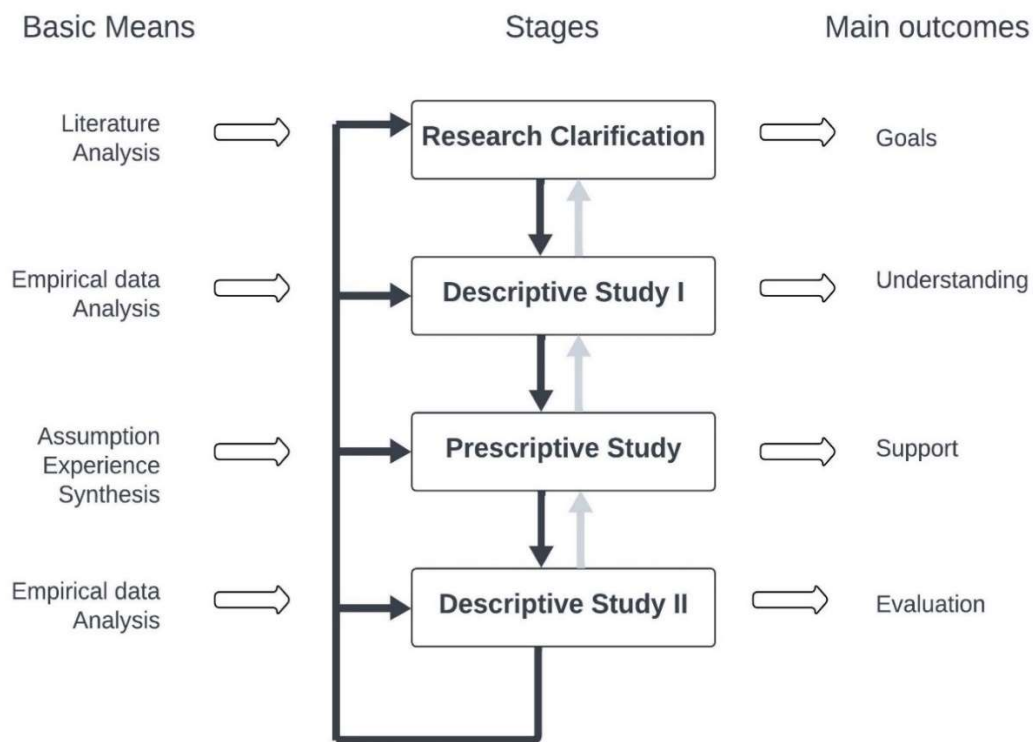 Basic Means
Stages
Main outcomes
Literature
Analysis
Research Clarification
Goals
Empirical data
Analysis
Descriptive Study I
Understanding
Assumption
Experience
Synthesis
Prescriptive Study
Support
Empirical data
Analysis
Descriptive Study II
Evaluation